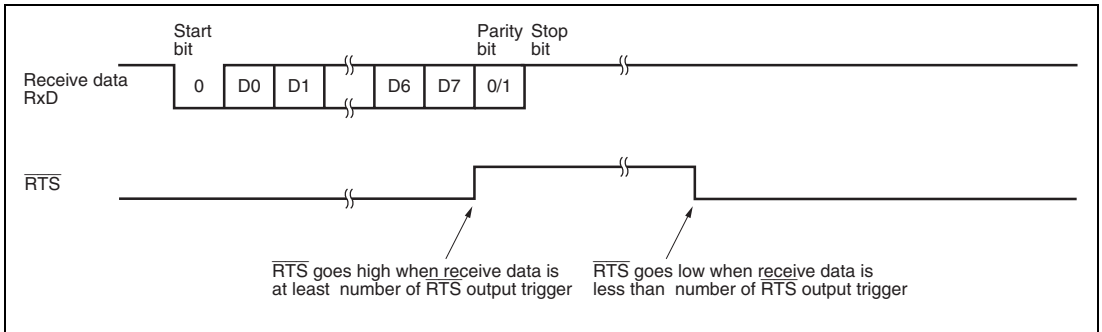 Start
bit
Parity
bit
Stop
bit
Receive data
RxD
0 D0 D1 D6 D7 0/1
RTS
RTS goes high when receive data is
at least number of RTS output trigger
RTS goes low when receive data is
less than number of RTS output trigger